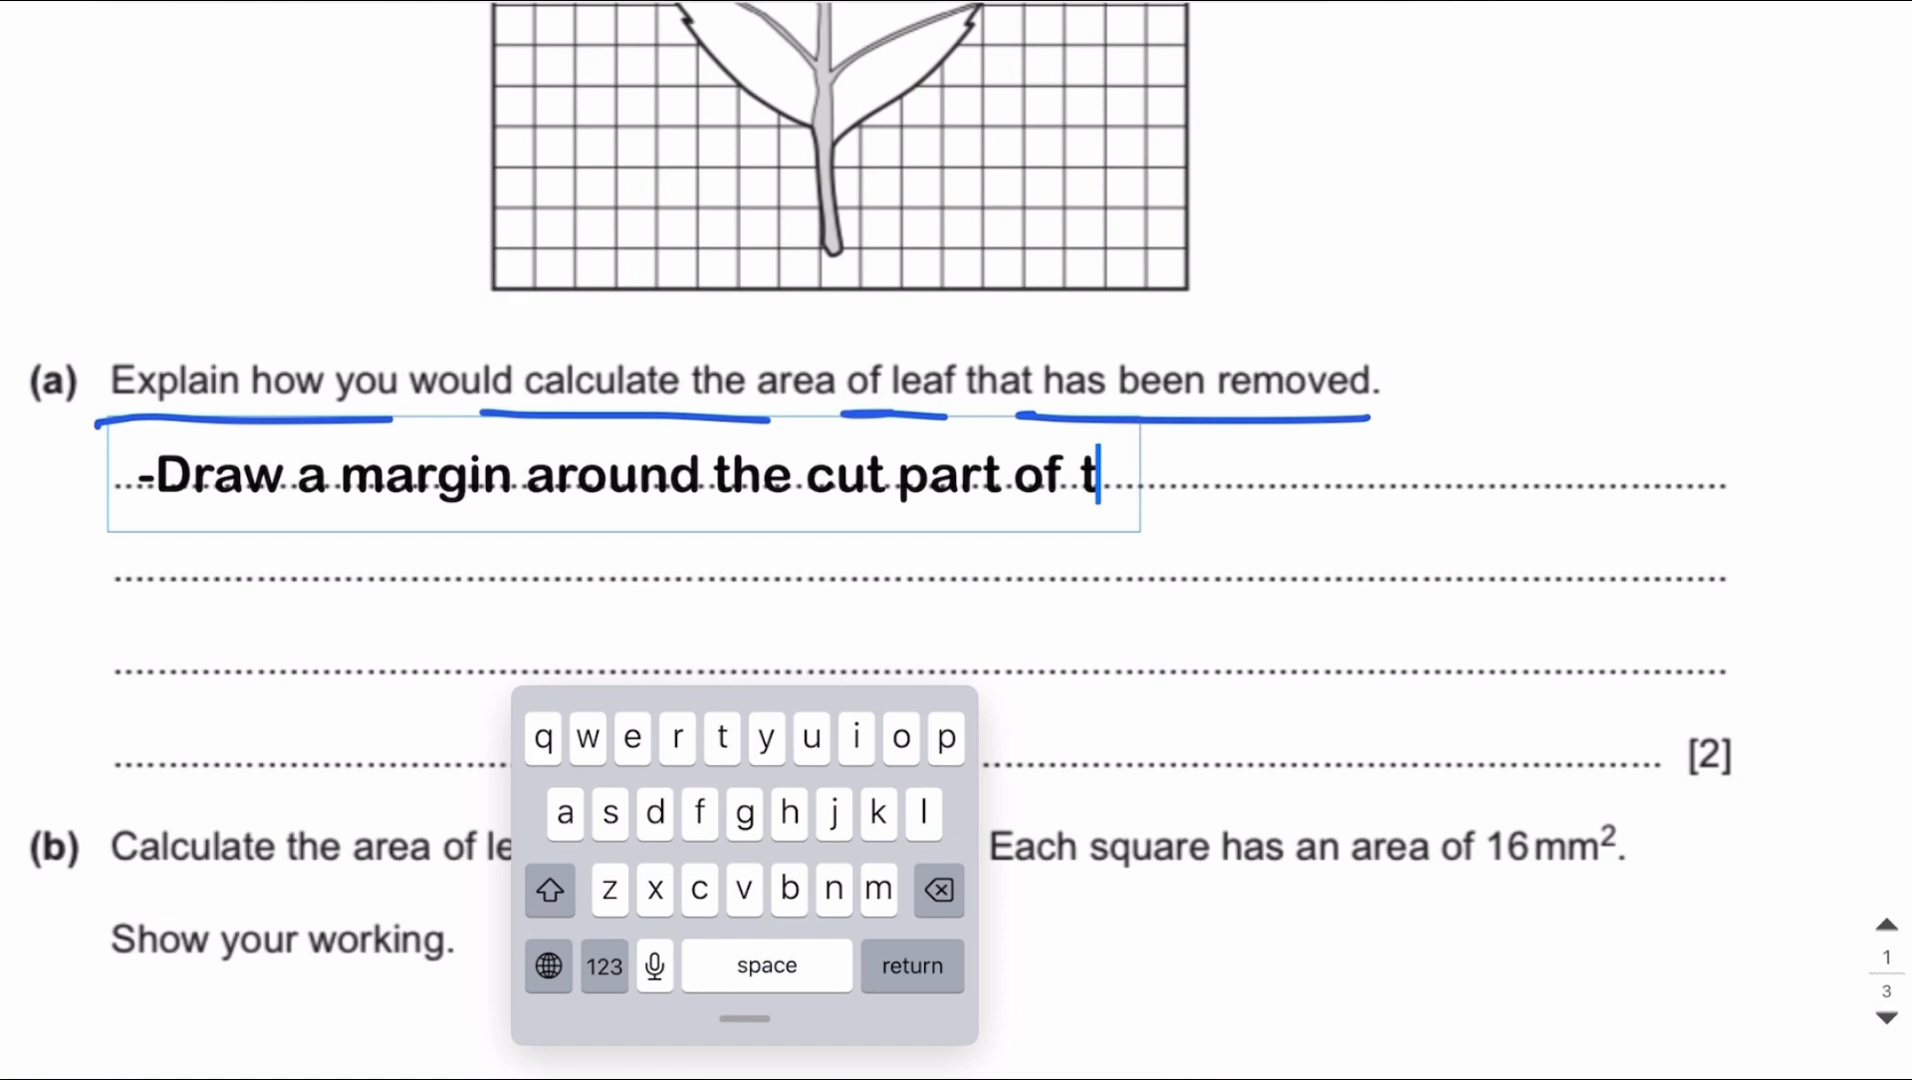 (a) Explain how you would calculate the area of leaf that has been removed.
-Draw a margin around the cut part of t
[2]
(b) Calculate the area of le
Each square has an area of 16 mm².
Show your working.
q w e r t y u i o p
a s d f g h j k l
z x c v b n m
123 space return
1
3